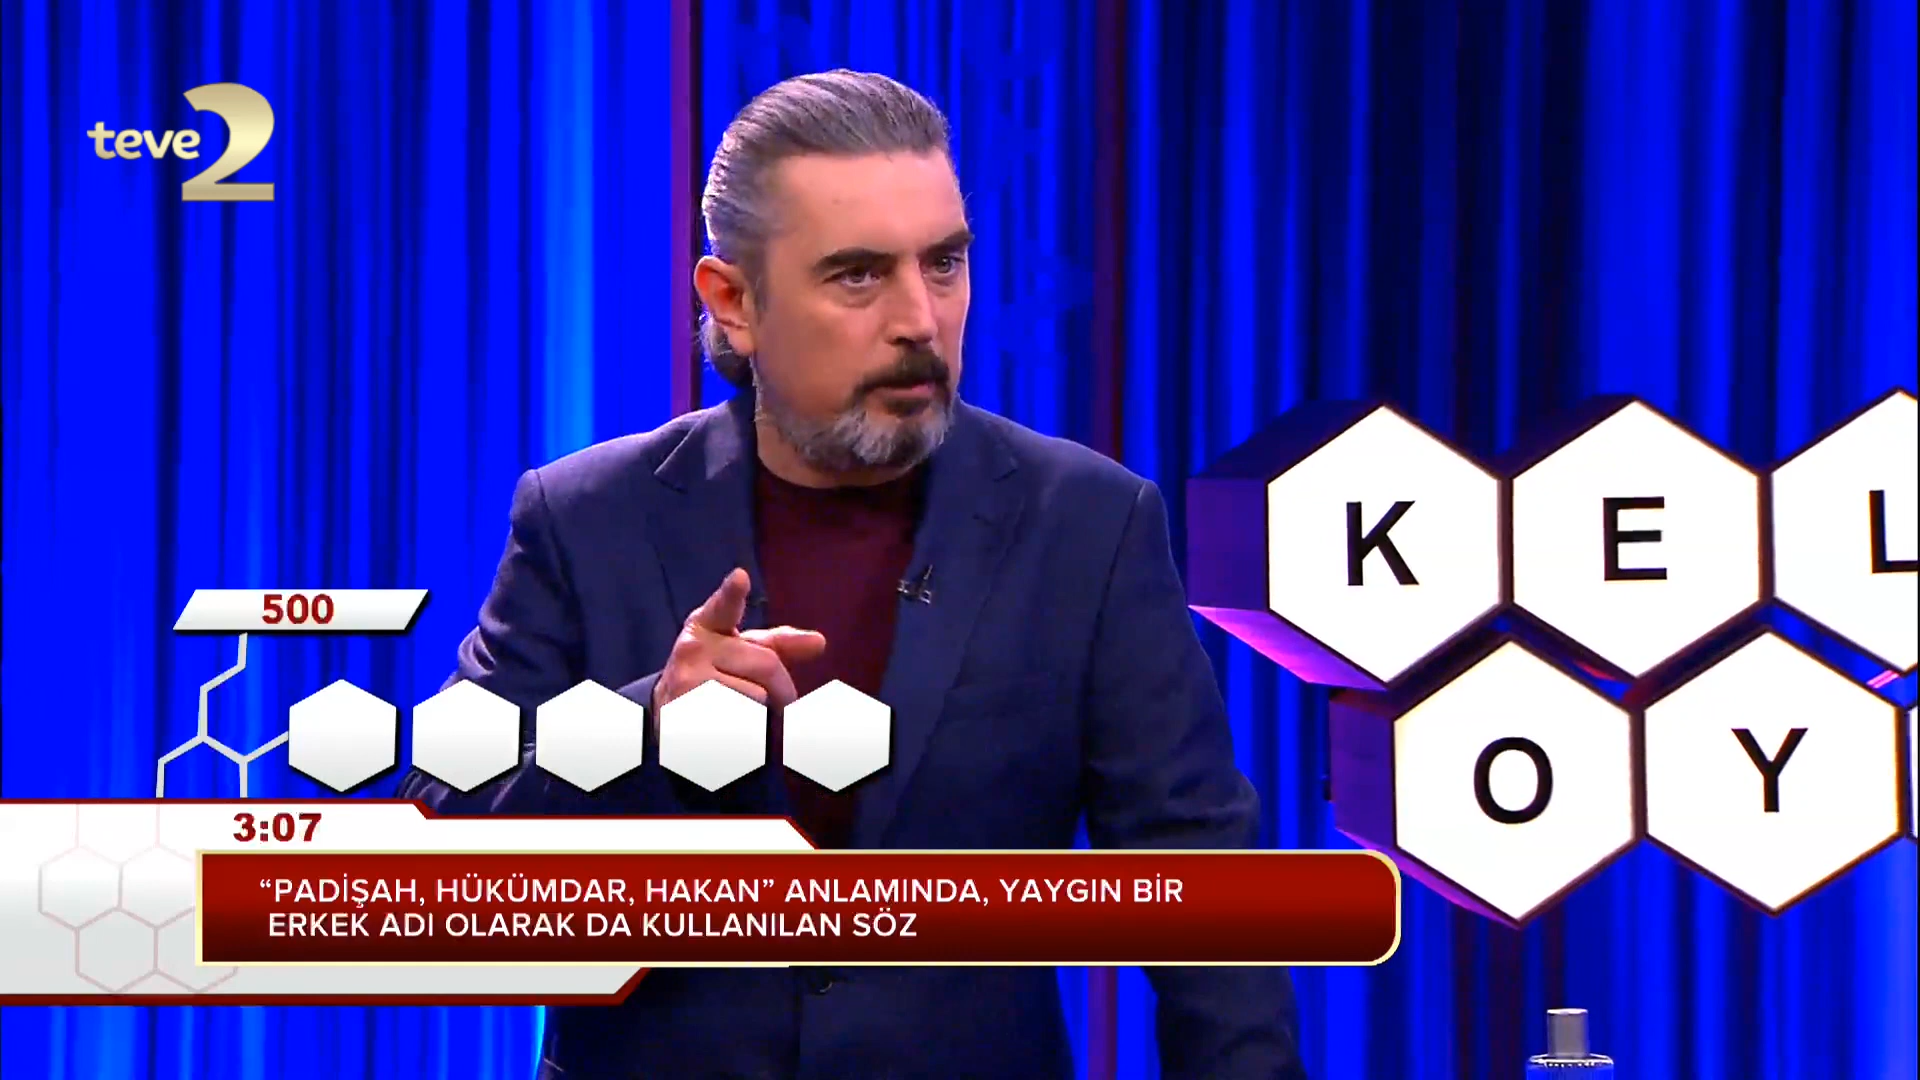 teve2
K E L
O Y
500
3:07
“PADİŞAH, HÜKÜMDAR, HAKAN” ANLAMINDA, YAYGIN BİR
ERKEK ADI OLARAK DA KULLANILAN SÖZ